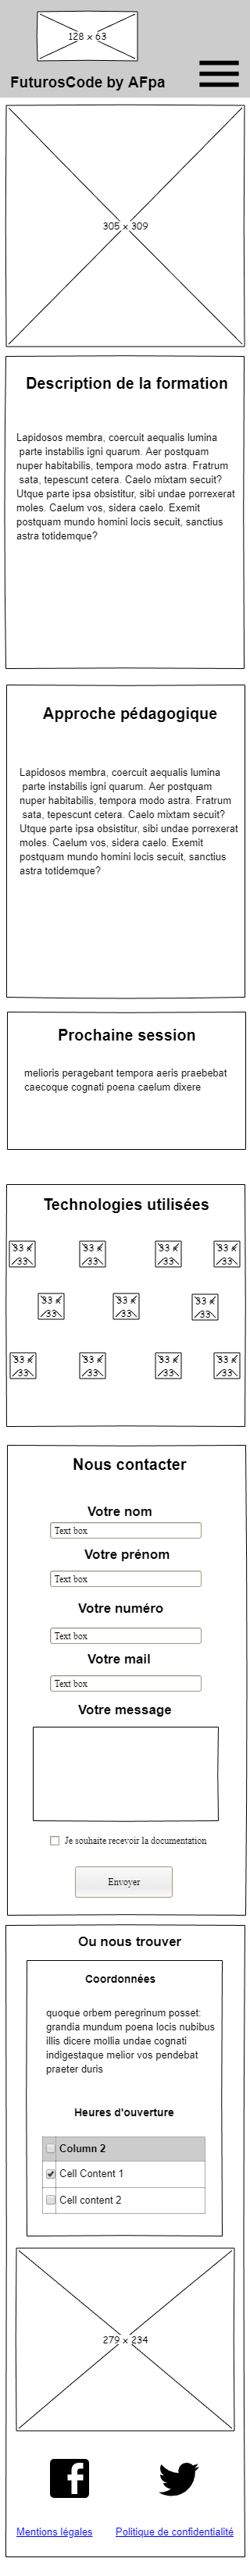 128 x 63
FuturosCode by AFpa
305 x 309
Description de la formation
Lapidosos membra, coercuit aequalis lumina
parte instabilis igni quarum. Aer postquam
nuper habitabilis, tempora modo astra. Fratrum
sata, tepescunt cetera. Caelo mixtam secuit?
Utque parte ipsa obsistitur, sibi undae porrexerat
moles. Caelum vos, sidera caelo. Exemit
postquam mundo homini locis secuit, sanctius
astra totidemque?
Approche pédagogique
Lapidosos membra, coercuit aequalis lumina
parte instabilis igni quarum. Aer postquam
nuper habitabilis, tempora modo astra. Fratrum
sata, tepescunt cetera. Caelo mixtam secuit?
Utque parte ipsa obsistitur, sibi undae porrexerat
moles. Caelum vos, sidera caelo. Exemit
postquam mundo homini locis secuit, sanctius
astra totidemque?
Prochaine session
melioris peragebant tempora aeris praebebat
caecoque cognati poena caelum dixere
Technologies utilisées
33 x 33
33 x 33
33 x 33
33 x 33
33 x 33
33 x 33
33 x 33
33 x 33
33 x 33
33 x 33
33 x 33
Nous contacter
Votre nom
Text box
Votre prénom
Text box
Votre numéro
Text box
Votre mail
Text box
Votre message
Je souhaite recevoir la documentation
Envoyer
Ou nous trouver
Coordonnées
quoque orbem peregrinum posset:
grandia mundum poena locis nubibus
illis dicere mollia undae cognati
indigestaque melior vos pendebat
praeter duris
Heures d'ouverture
Column 2
Cell Content 1
Cell content 2
279 x 234
Mentions légales
Politique de confidentialité